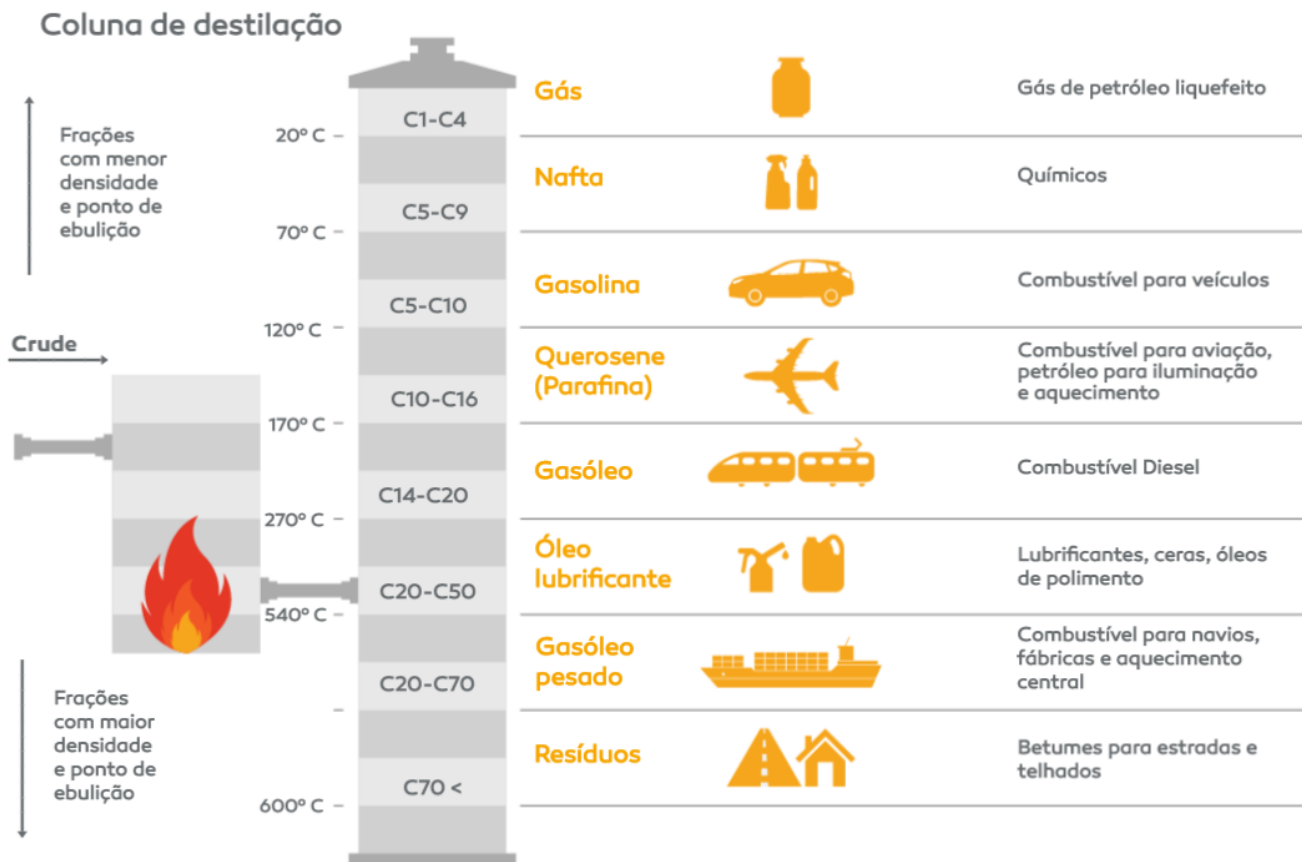 Coluna de destilação
Frações
com menor
densidade
e ponto de
ebulição
Crude
Frações
com maior
densidade
e ponto de
ebulição
C1-C4
20º C
Gás
Gás de petróleo liquefeito
C5-C9
70º C
Nafta
Químicos
C5-C10
120º C
Gasolina
Combustível para veículos
C10-C16
170º C
Querosene
(Parafina)
Combustível para aviação,
petróleo para iluminação
e aquecimento
C14-C20
270º C
Gasóleo
Combustível Diesel
C20-C50
540º C
Óleo
lubrificante
Lubrificantes, ceras, óleos
de polimento
C20-C70
Gasóleo
pesado
Combustível para navios,
fábricas e aquecimento
central
C70 <
600º C
Resíduos
Betumes para estradas e
telhados